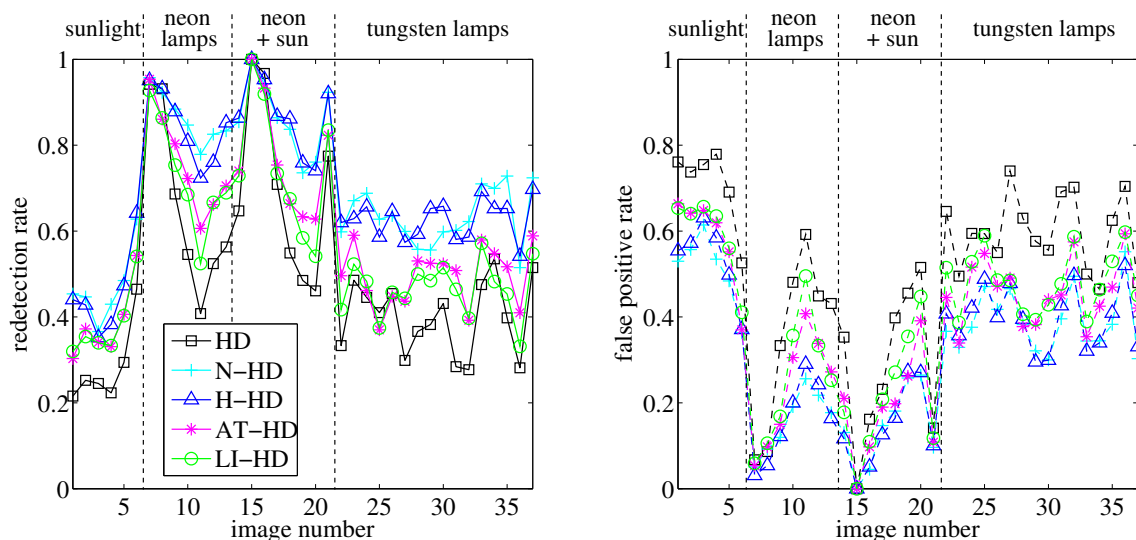 sunlight
neon
lamps
neon
+ sun
tungsten lamps
redetection rate
1
0.8
0.6
0.4
0.2
0
HD
N−HD
H−HD
AT−HD
LI−HD
5
10
15
20
25
30
35
image number
sunlight
neon
lamps
neon
+ sun
tungsten lamps
false positive rate
1
0.8
0.6
0.4
0.2
0
5
10
15
20
25
30
35
image number